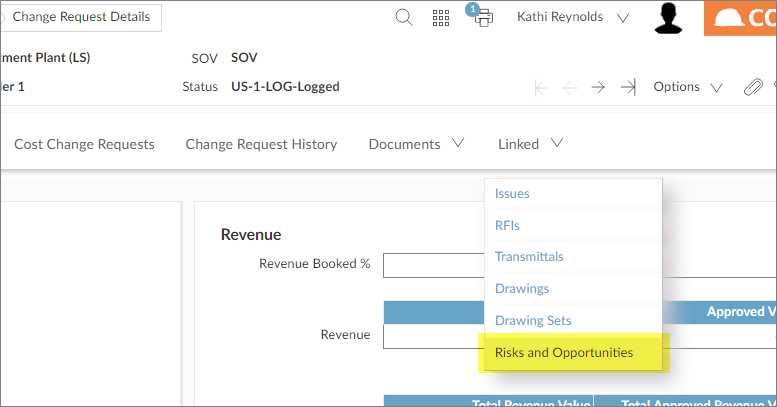 Change Request Details
1
Kathi Reynolds
CO
tment Plant (LS)
SOV SOV
er 1
Status US-1-LOG-Logged
Options
Cost Change Requests Change Request History Documents Linked
Issues
Revenue
RFIs
Revenue Booked %
Transmittals
Drawings
Approved V
Drawing Sets
Revenue
Risks and Opportunities
Total Revenue Value Total Approved Revenue V